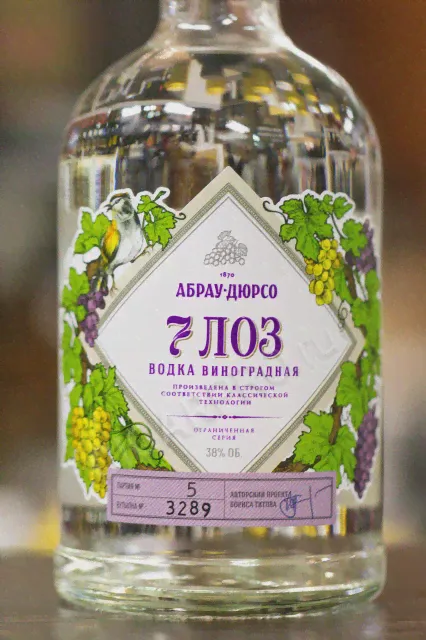 1870
АБРАУ-ДЮРСО
7 ЛОЗ
ВОДКА ВИНОГРАДНАЯ
ПРОИЗВЕДЕНА В СТРОГОМ
СООТВЕТСТВИИ КЛАССИЧЕСКОЙ
ТЕХНОЛОГИИ
ОГРАНИЧЕННАЯ
СЕРИЯ
38% ОБ.
ПАРТИЯ № 5
БУТЫЛКА № 3289
АВТОРСКИЙ ПРОЕКТ
БОРИСА ТИТОВА